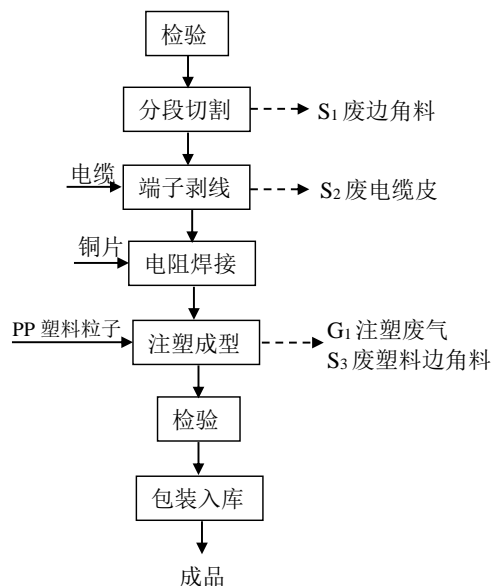 检验
分段切割
S₁ 废边角料
电缆
端子剥线
S₂ 废电缆皮
铜片
电阻焊接
PP 塑料粒子
注塑成型
G₁ 注塑废气
S₃ 废塑料边角料
检验
包装入库
成品